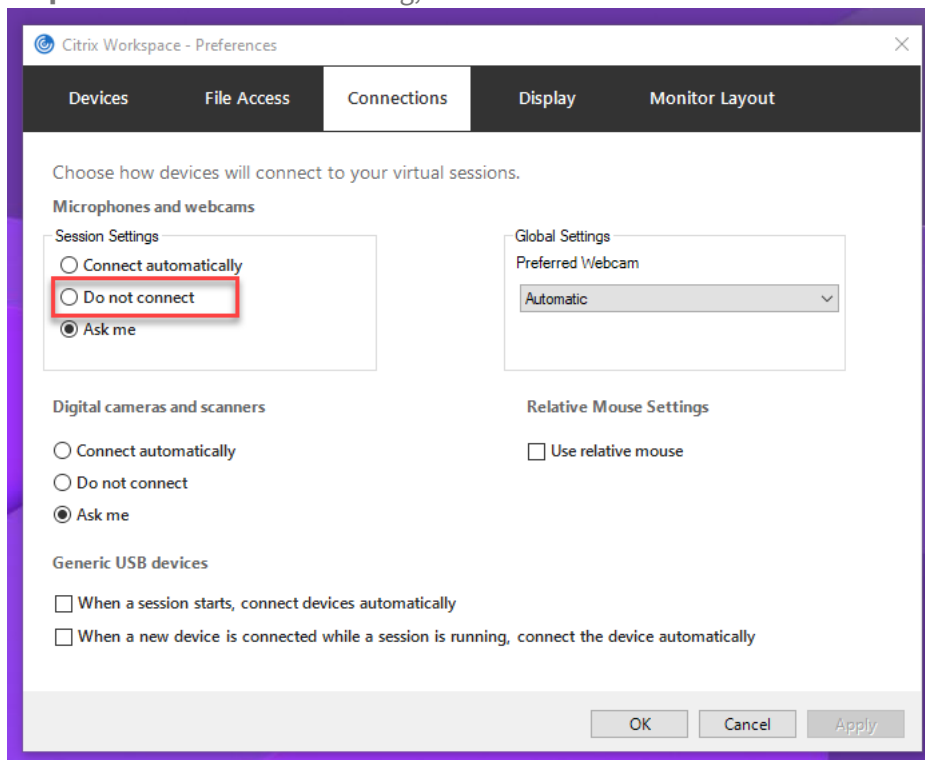 Citrix Workspace - Preferences
Devices File Access Connections Display Monitor Layout
Choose how devices will connect to your virtual sessions.
Microphones and webcams
Session Settings
Connect automatically
Do not connect
Ask me
Global Settings
Preferred Webcam
Automatic
Digital cameras and scanners
Connect automatically
Do not connect
Ask me
Relative Mouse Settings
Use relative mouse
Generic USB devices
When a session starts, connect devices automatically
When a new device is connected while a session is running, connect the device automatically
OK Cancel Apply